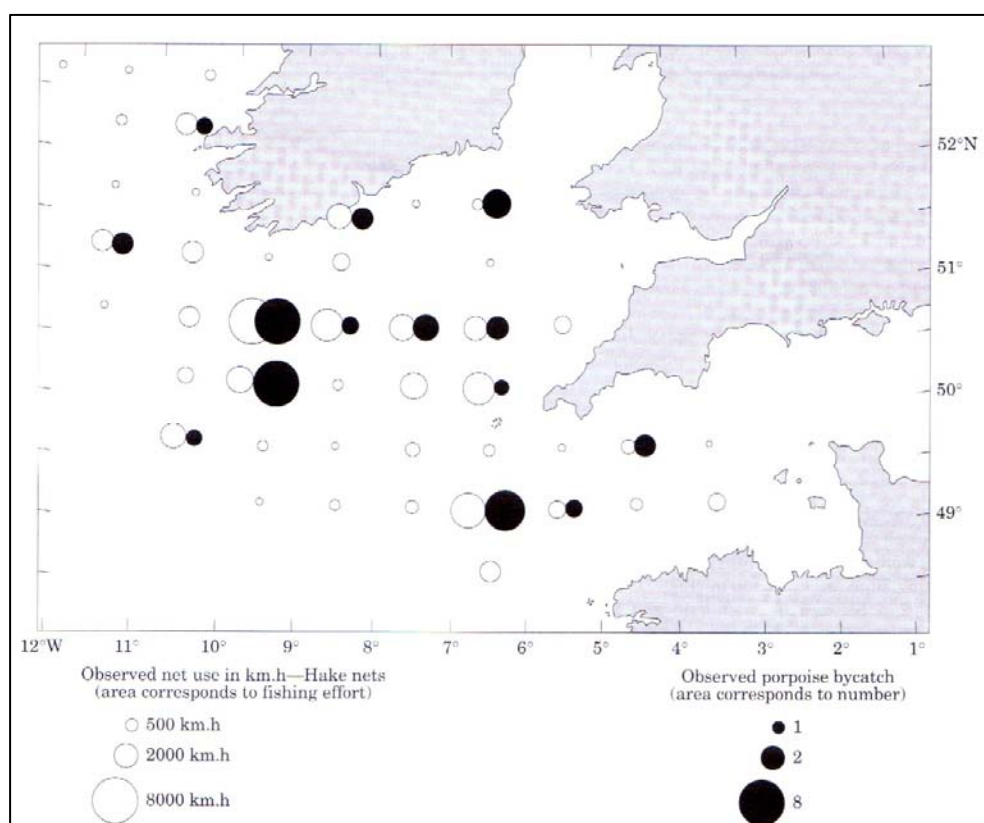 52°N
51°
50°
49°
12°W 11° 10° 9° 8° 7° 6° 5° 4° 3° 2° 1°
Observed net use in km.h—Hake nets
(area corresponds to fishing effort)
500 km.h
2000 km.h
8000 km.h
Observed porpoise bycatch
(area corresponds to number)
1
2
8